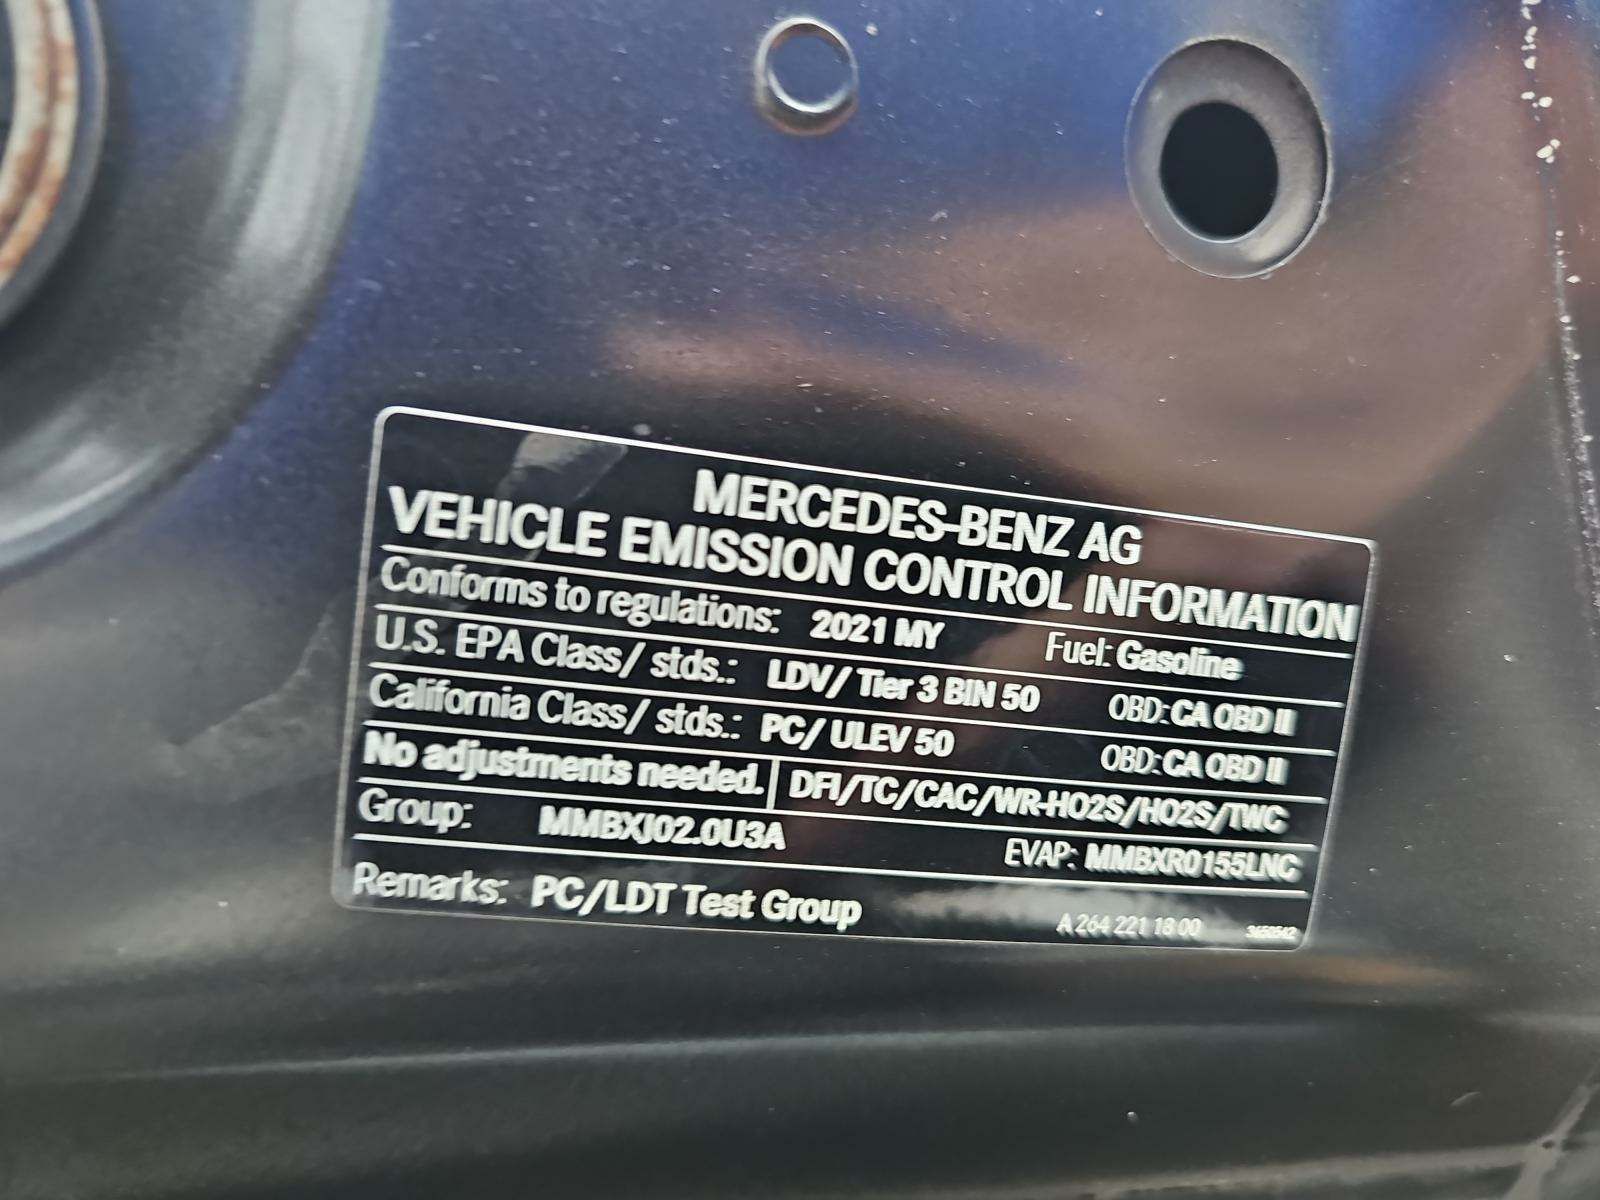 MERCEDES-BENZ AG
VEHICLE EMISSION CONTROL INFORMATION
Conforms to regulations: 2021 MY Fuel: Gasoline
U.S. EPA Class/ stds.: LDV/ Tier 3 BIN 50 OBD: CA OBD II
California Class/ stds.: PC/ ULEV 50 OBD: CA OBD II
No adjustments needed. DFI/TC/CAC/WR-HO2S/HO2S/TWC
Group: MMBXJ02.0U3A EVAP: MMBXR0155LNC
Remarks: PC/LDT Test Group A 264 221 18 00